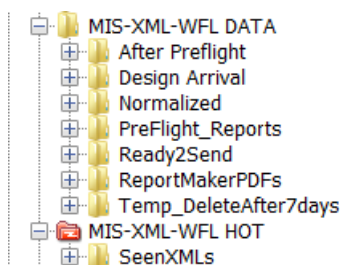 MIS-XML-WFL DATA
After Preflight
Design Arrival
Normalized
PreFlight_Reports
Ready2Send
ReportMakerPDFs
Temp_DeleteAfter7days
MIS-XML-WFL HOT
SeenXMLs